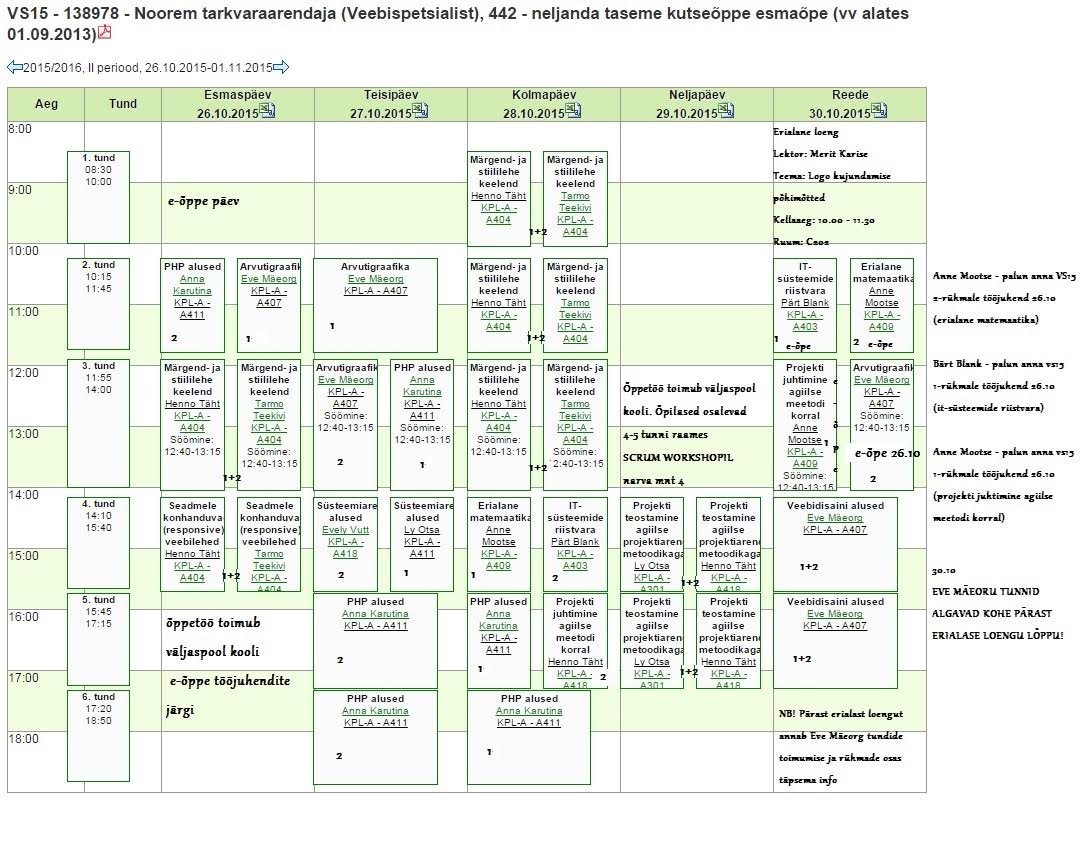 VS15 - 138978 - Noorem tarkvaraarendaja (Veebispetsialist), 442 - neljanda taseme kutseõppe esmaõpe (vv alates
01.09.2013)
2015/2016, II periood, 26.10.2015-01.11.2015
Aeg
Tund
Esmaspäev
26.10.2015
Teisipäev
27.10.2015
Kolmapäev
28.10.2015
Neljapäev
29.10.2015
Reede
30.10.2015
8:00
9:00
10:00
11:00
12:00
13:00
14:00
15:00
16:00
17:00
18:00
1. tund
08:30
10:00
2. tund
10:15
11:45
3. tund
11:55
14:00
4. tund
14:10
15:40
5. tund
15:45
17:15
6. tund
17:20
18:50
e-õppe päev
PHP alused
Anna
Karutina
KPL-A -
A411
2
Arvutigraafik
Eve Mäeorg
KPL-A -
A407
1
Märgend- ja
stiililehe
keelend
Henno Täht
KPL-A -
A404
Söömine:
12:40-13:15
Märgend- ja
stiililehe
keelend
Tarmo
Teekivi
KPL-A -
A404
Söömine:
12:40-13:15
1+2
Seadmele
konhanduva
(responsive)
veebilehed
Henno Täht
KPL-A -
A404
Seadmele
konhanduva
(responsive)
veebilehed
Tarmo
Teekivi
KPL-A -
A404
1+2
õppetöö toimub
väljaspool kooli
e-õppe tööjuhendite
järgi
Arvutigraafika
Eve Mäeorg
KPL-A - A407
1
Arvutigraafik
Eve Mäeorg
KPL-A -
A407
Söömine:
12:40-13:15
2
PHP alused
Anna
Karutina
KPL-A -
A411
Söömine:
12:40-13:15
1
Süsteemiare
alused
Evely Vutt
KPL-A -
A418
2
Süsteemiare
alused
Ly Otsa
KPL-A -
A411
1
PHP alused
Anna Karutina
KPL-A - A411
2
PHP alused
Anna Karutina
KPL-A - A411
2
Märgend- ja
stiililehe
keelend
Henno Täht
KPL-A -
A404
Märgend- ja
stiililehe
keelend
Tarmo
Teekivi
KPL-A -
A404
1+2
Märgend- ja
stiililehe
keelend
Henno Täht
KPL-A -
A404
Märgend- ja
stiililehe
keelend
Tarmo
Teekivi
KPL-A -
A404
1+2
Märgend- ja
stiililehe
keelend
Henno Täht
KPL-A -
A404
Söömine:
12:40-13:15
Märgend- ja
stiililehe
keelend
Tarmo
Teekivi
KPL-A -
A404
Söömine:
12:40-13:15
1+2
Erialane
matemaatika
Anne
Mootse
KPL-A -
A409
1
IT-
süsteemide
riistvara
Pärt Blank
KPL-A -
A403
2
PHP alused
Anna
Karutina
KPL-A -
A411
1
Projekti
juhtimine
agiilse
meetodi
korral
Henno Täht
KPL-A -
A418
2
PHP alused
Anna Karutina
KPL-A - A411
1
Õppetöö toimub väljaspool
kooli. Õpilased osalevad
4-5 tunni raames
SCRUM WORKSHOPIL
narva mnt 4
Projekti
teostamine
agiilse
projektiaren
metoodikaga
Ly Otsa
KPL-A -
A301
Projekti
teostamine
agiilse
projektiaren
metoodikaga
Henno Täht
KPL-A -
A418
1+2
Projekti
teostamine
agiilse
projektiaren
metoodikaga
Ly Otsa
KPL-A -
A301
Projekti
teostamine
agiilse
projektiaren
metoodikaga
Henno Täht
KPL-A -
A418
1+2
Erialane loeng
Lektor: Merit Karise
Teema: Logo kujundamise
põhimõtted
Kellaaeg: 10.00 - 11.30
Ruum: C202
IT-
süsteemide
riistvara
Pärt Blank
KPL-A -
A403
1 e-õpe
Erialane
matemaatika
Anne
Mootse
KPL-A -
A409
2 e-õpe
Projekti
juhtimine
agiilse
meetodi
korral
Anne
Mootse
KPL-A -
A409
Söömine:
12:40-13:15
1
e
-
õ
p
e
Arvutigraafik
Eve Mäeorg
KPL-A -
A407
Söömine:
12:40-13:15
e-õpe 26.10
2
Veebidisaini alused
Eve Mäeorg
KPL-A - A407
1+2
Veebidisaini alused
Eve Mäeorg
KPL-A - A407
1+2
NB! Pärast erialast loengut
annab Eve Mäeorg tundide
toimumise ja rühmade osas
täpsema info
Anne Mootse - palun anna VS15
2-rühmale tööjuhend 26.10
(erialane matemaatika)
Bärt Blank - palun anna vs15
1-rühmale tööjuhend 26.10
(it-süsteemide riistvara)
Anne Mootse - palun anna vs15
1-rühmale tööjuhend 26.10
(projekti juhtimine agiilse
meetodi korral)
30.10
EVE MÄEORU TUNNID
ALGAVAD KOHE PÄRAST
ERIALASE LOENGU LÕPPU!